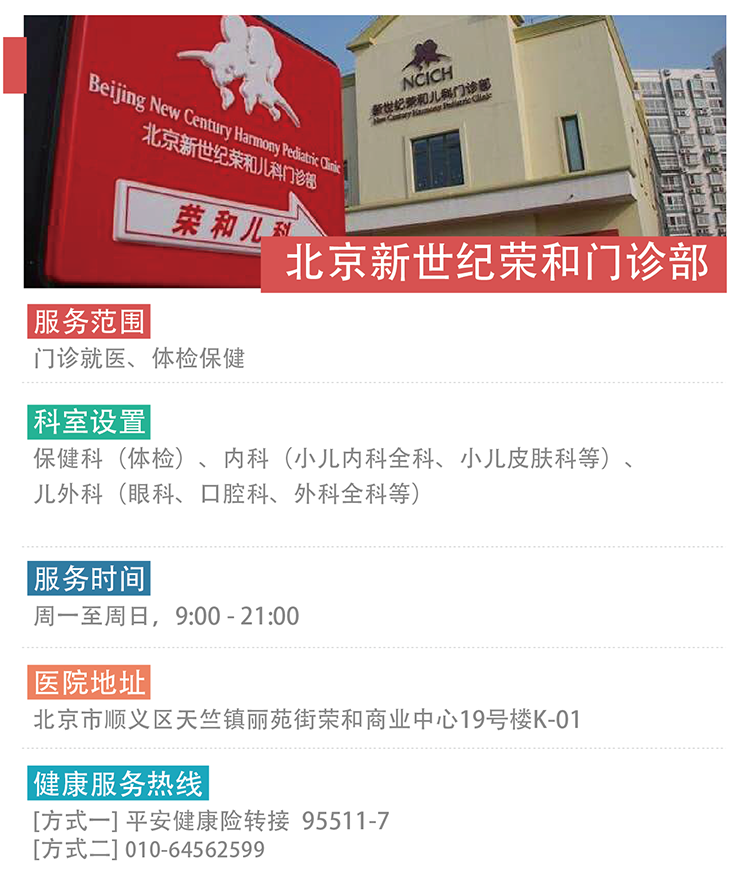 Beijing New Century Harmony Pediatric Clinic
北京新世纪荣和儿科门诊部
荣和儿科
NCICH
新世纪荣和儿科门诊部
New Century Harmony Pediatric Clinic
北京新世纪荣和门诊部
服务范围
门诊就医、体检保健
科室设置
保健科（体检）、内科（小儿内科全科、小儿皮肤科等）、
儿外科（眼科、口腔科、外科全科等）
服务时间
周一至周日，9:00 - 21:00
医院地址
北京市顺义区天竺镇丽苑街荣和商业中心19号楼K-01
健康服务热线
[方式一] 平安健康险转接 95511-7
[方式二] 010-64562599